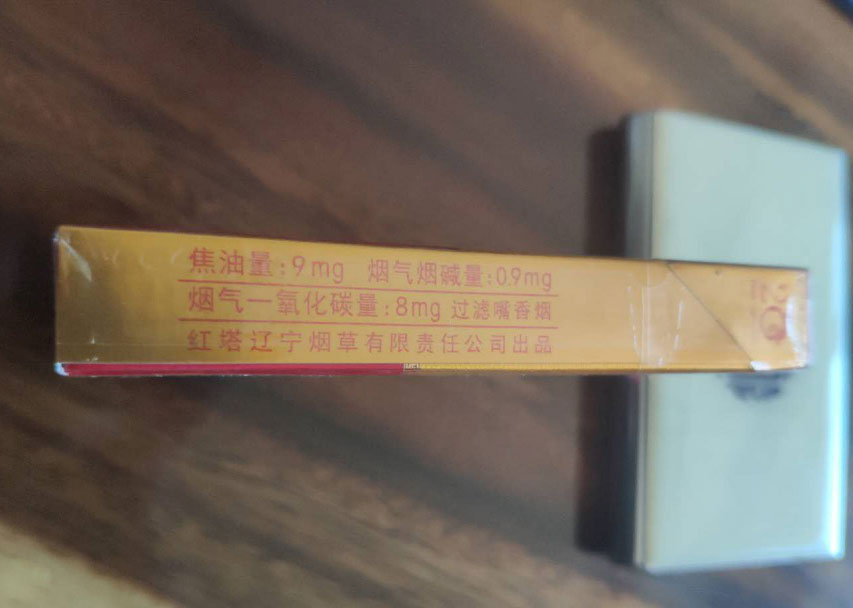 焦油量:9mg 烟气烟碱量:0.9mg
烟气一氧化碳量:8mg 过滤嘴香烟
红塔辽宁烟草有限责任公司出品